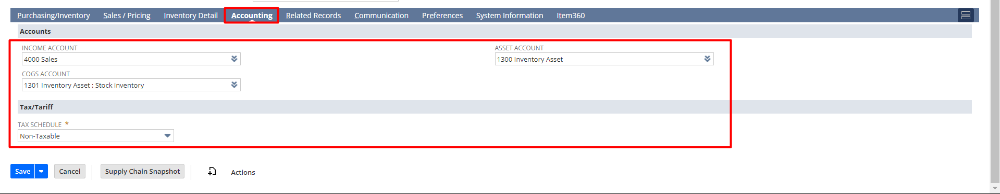 Purchasing/Inventory Sales / Pricing Inventory Detail Accounting Related Records Communication Preferences System Information Item360
Accounts
INCOME ACCOUNT ASSET ACCOUNT
4000 Sales 1300 Inventory Asset
COGS ACCOUNT
1301 Inventory Asset : Stock inventory
Tax/Tariff
TAX SCHEDULE *
Non-Taxable
Save Cancel Supply Chain Snapshot Actions